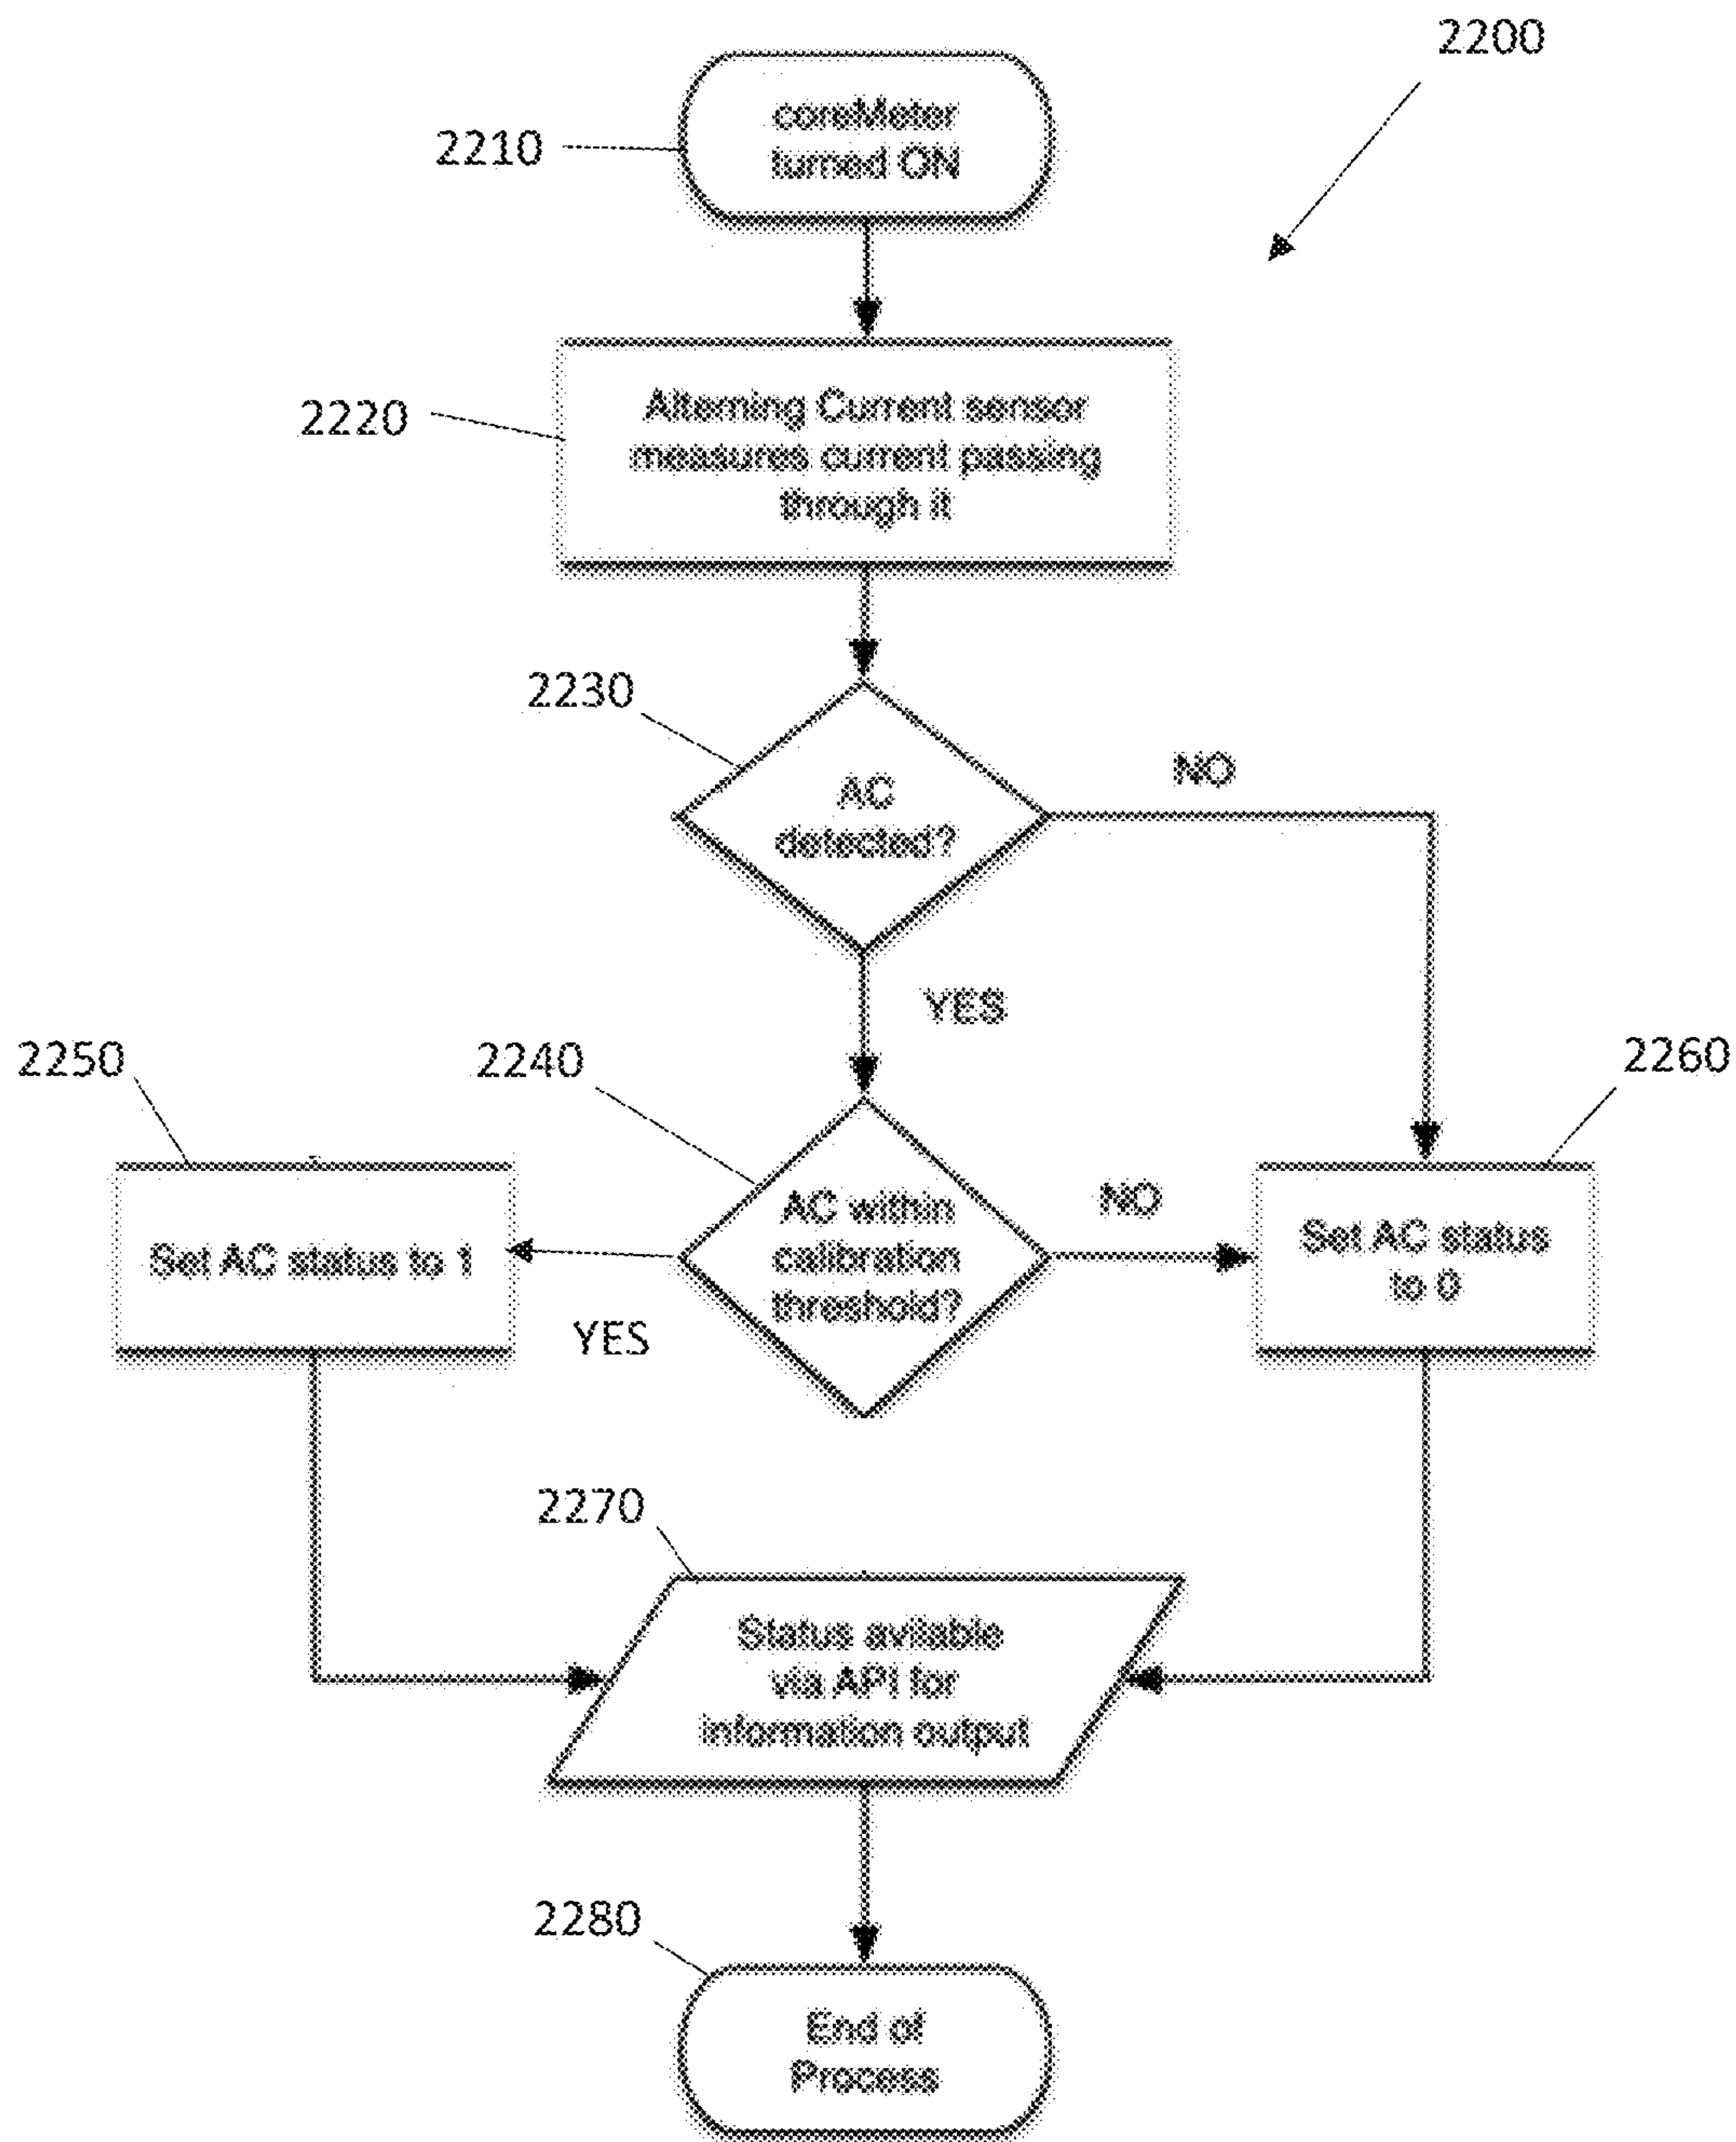 2200
2210
coreMeter
turned ON
2220
Alterning Current sensor
measures current passing
through it
2230
AC
detected?
NO
YES
2250
2240
2260
Set AC status to 1
AC within
calibration
threshold?
NO
Set AC status
to 0
YES
2270
Status avilable
via API for
information output
2280
End of
Process